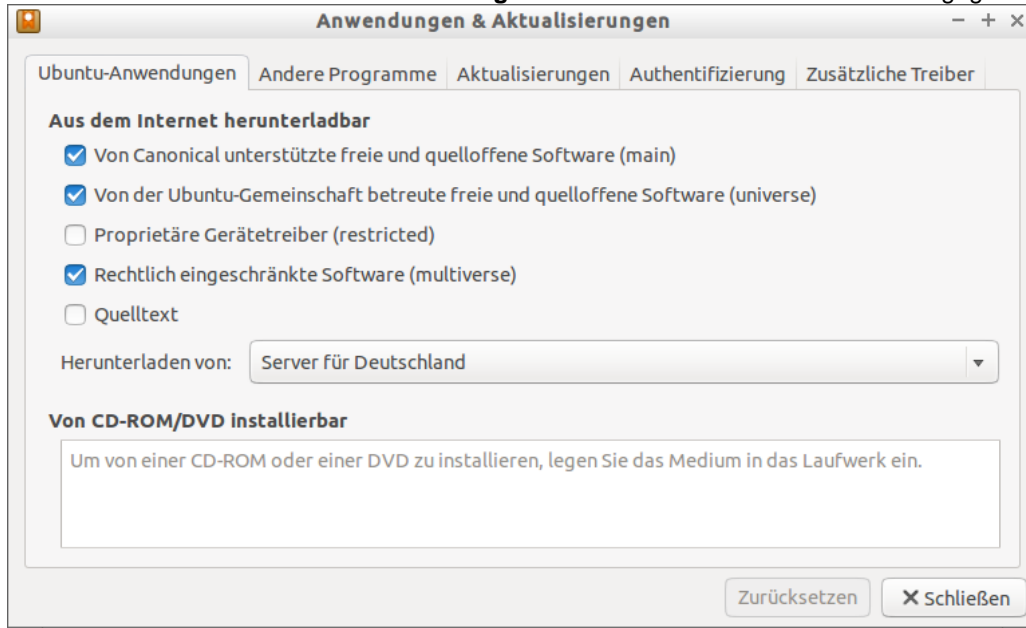 Anwendungen & Aktualisierungen
Ubuntu-Anwendungen Andere Programme Aktualisierungen Authentifizierung Zusätzliche Treiber
Aus dem Internet herunterladbar
Von Canonical unterstützte freie und quelloffene Software (main)
Von der Ubuntu-Gemeinschaft betreute freie und quelloffene Software (universe)
Proprietäre Gerätetreiber (restricted)
Rechtlich eingeschränkte Software (multiverse)
Quelltext
Herunterladen von: Server für Deutschland
Von CD-ROM/DVD installierbar
Um von einer CD-ROM oder einer DVD zu installieren, legen Sie das Medium in das Laufwerk ein.
Zurücksetzen Schließen